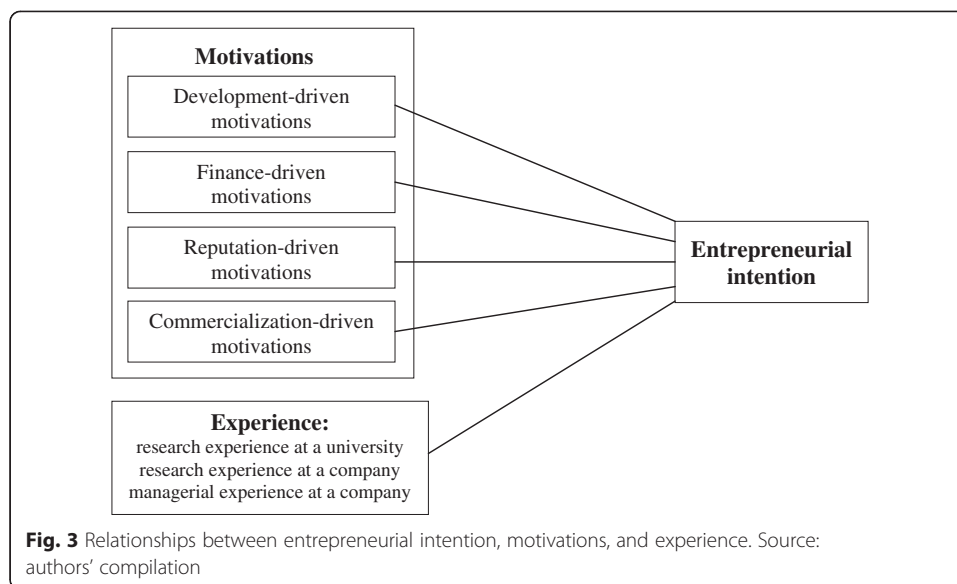 Motivations
Development-driven
motivations
Finance-driven
motivations
Reputation-driven
motivations
Commercialization-driven
motivations
Entrepreneurial
intention
Experience:
research experience at a university
research experience at a company
managerial experience at a company
Fig. 3 Relationships between entrepreneurial intention, motivations, and experience. Source:
authors' compilation